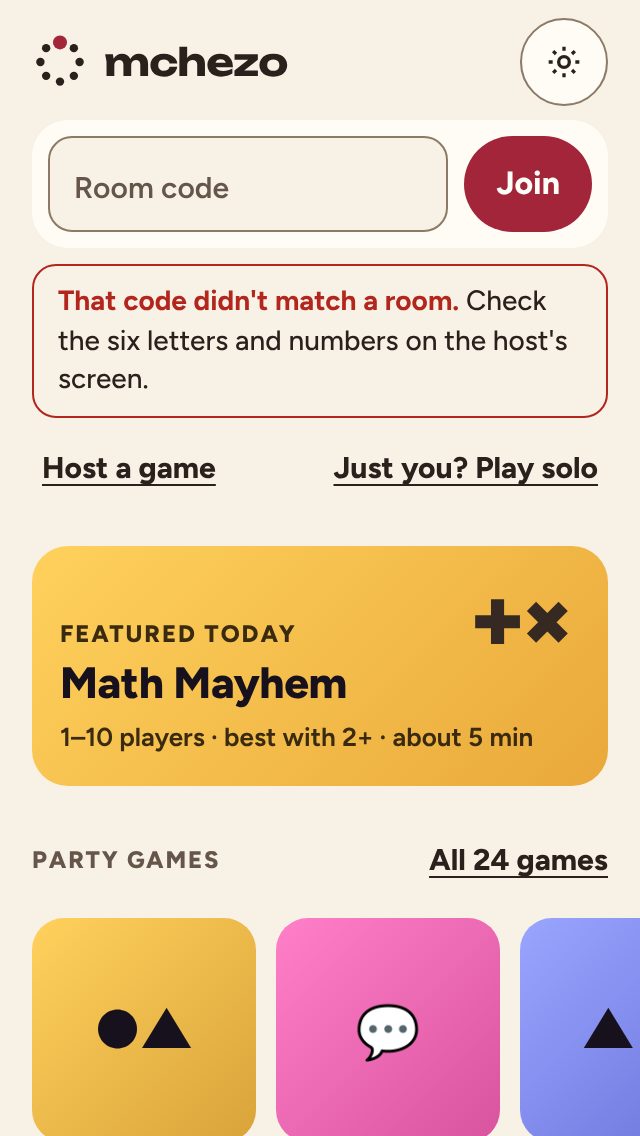 mchezo
Room code
Join
That code didn't match a room. Check
the six letters and numbers on the host's
screen.
Host a game
Just you? Play solo
FEATURED TODAY
Math Mayhem
1–10 players · best with 2+ · about 5 min
PARTY GAMES
All 24 games